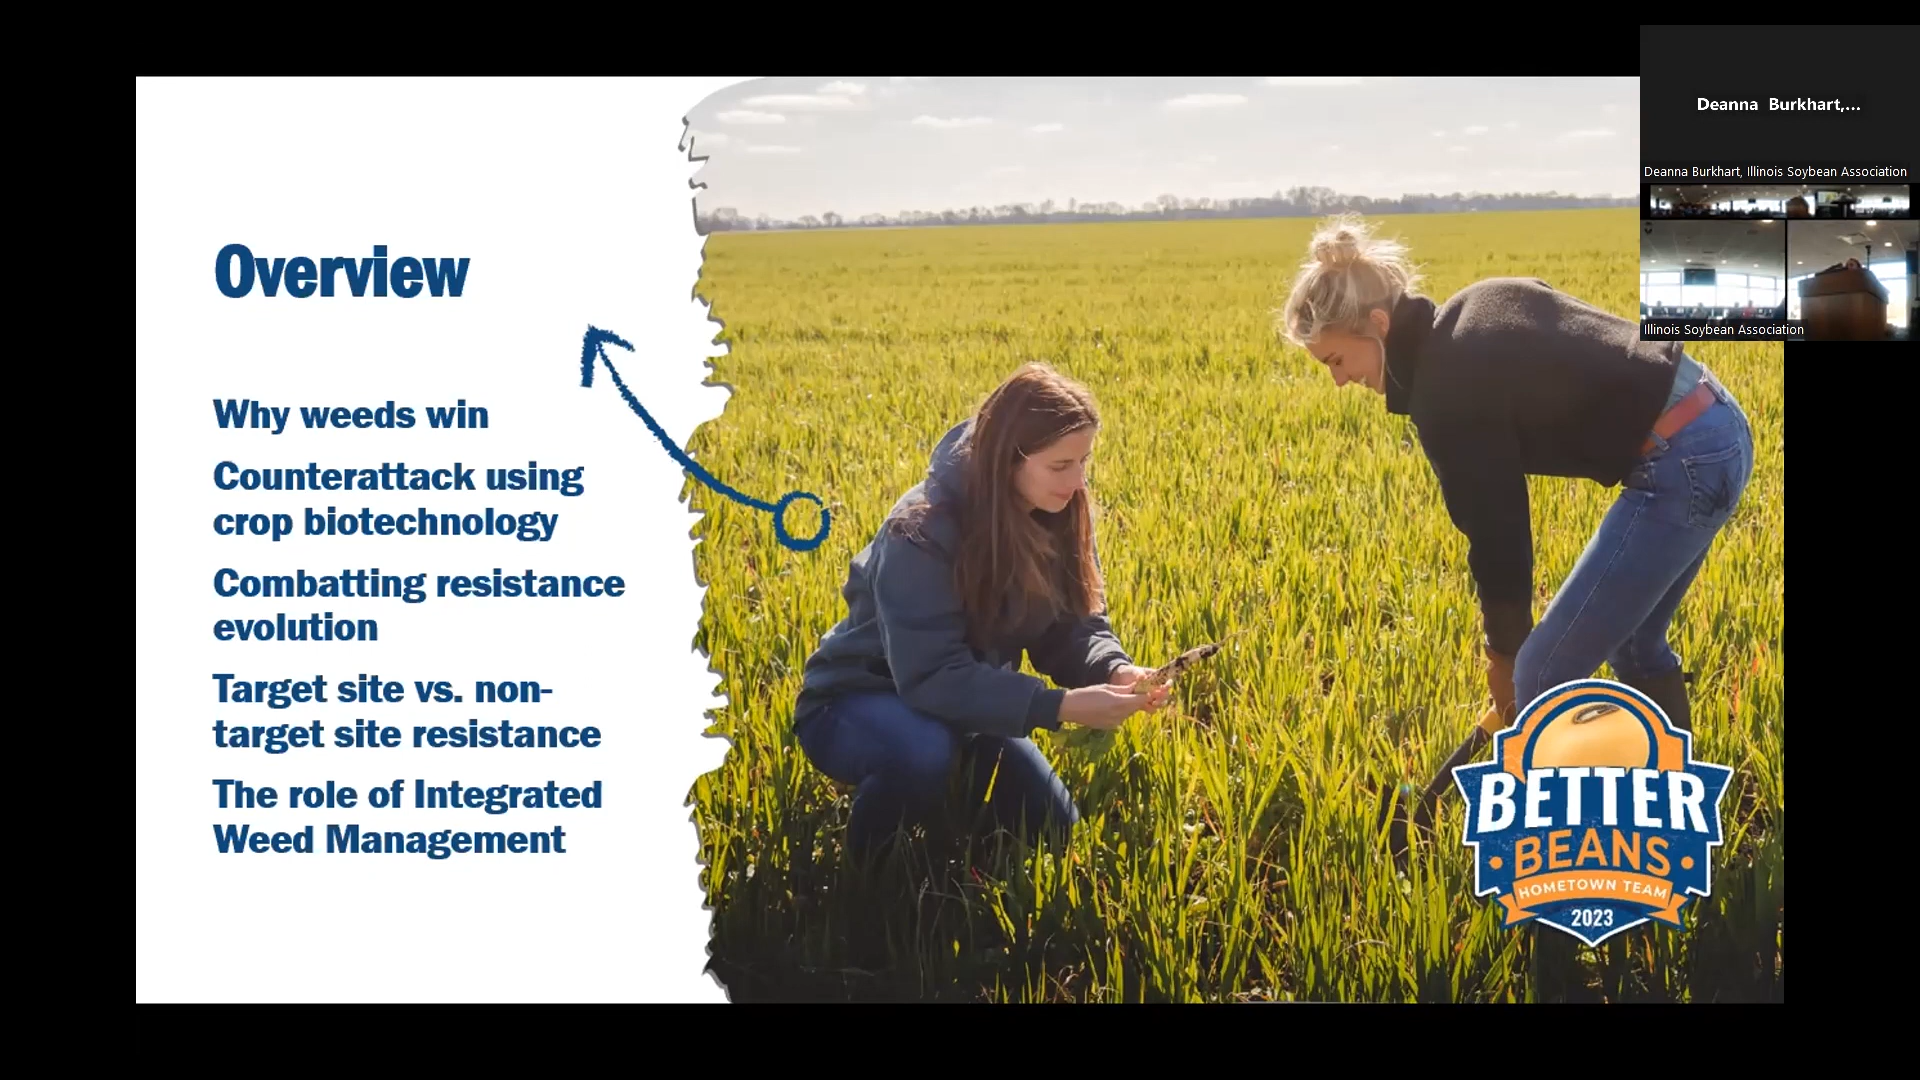 Overview
Why weeds win
Counterattack using
crop biotechnology
Combatting resistance
evolution
Target site vs. non-
target site resistance
The role of Integrated
Weed Management
BETTER
BEANS
HOMETOWN TEAM
2023
Deanna Burkhart,...
Deanna Burkhart, Illinois Soybean Association
Illinois Soybean Association